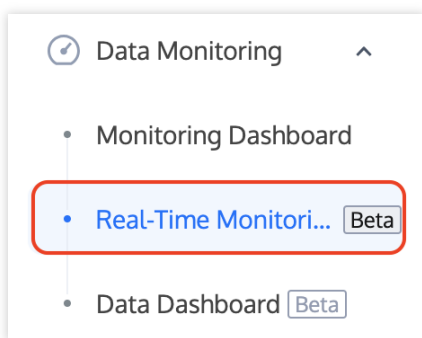 Data Monitoring
Monitoring Dashboard
Real-Time Monitori... Beta
Data Dashboard Beta